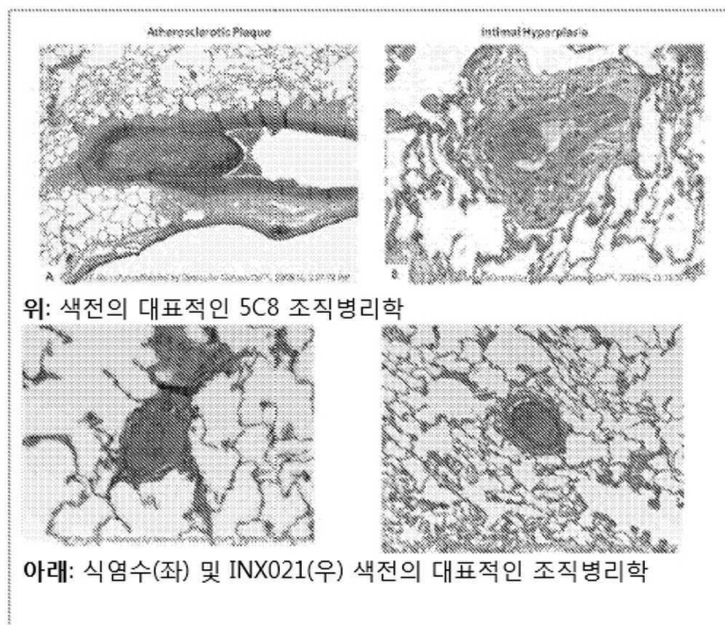 Atherosclerotic Plaque
Intimal Hyperplasia
A
B
위: 색전의 대표적인 5C8 조직병리학
아래: 식염수(좌) 및 INX021(우) 색전의 대표적인 조직병리학